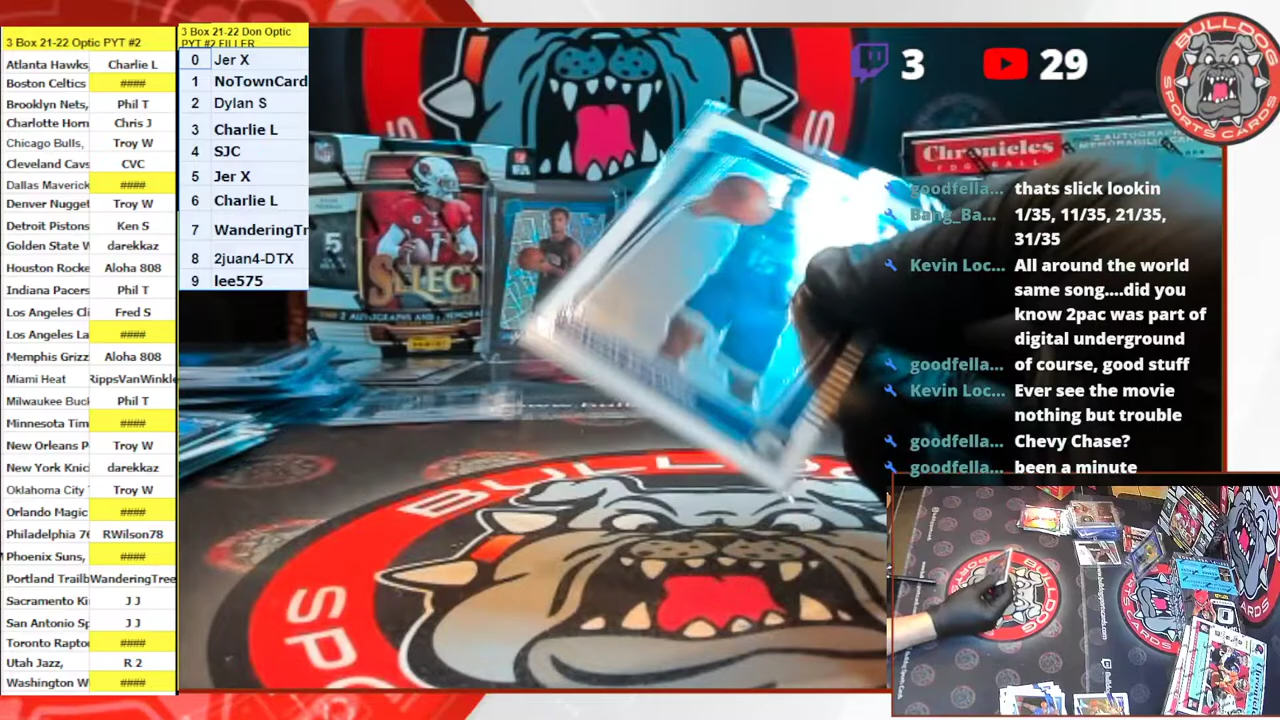 3 Box 21-22 Optic PYT #2
Atlanta Hawks, Charlie L
Boston Celtics ####
Brooklyn Nets, Phil T
Charlotte Horn Chris J
Chicago Bulls, Troy W
Cleveland Cavs CVC
Dallas Maverick ####
Denver Nugget Troy W
Detroit Pistons Ken S
Golden State W darekkaz
Houston Rocke Aloha 808
Indiana Pacers Phil T
Los Angeles Cli Fred S
Los Angeles La ####
Memphis Grizz Aloha 808
Miami Heat RippsVanWinkle
Milwaukee Buc Phil T
Minnesota Tim ####
New Orleans P Troy W
New York Knic darekkaz
Oklahoma City Troy W
Orlando Magic ####
Philadelphia 76 RWilson78
Phoenix Suns, ####
Portland Trailb WanderingTree
Sacramento Ki J J
San Antonio Sp J J
Toronto Rapto ####
Utah Jazz, R 2
Washington W ####
3 Box 21-22 Don Optic
PYT #2 FILLER
0 Jer X
1 NoTownCard
2 Dylan S
3 Charlie L
4 SJC
5 Jer X
6 Charlie L
7 WanderingTr
8 2juan4-DTX
9 lee575
3
29
BULLDOG
SPORTS CARDS
Chronicles
FOOTBALL
5
SELECT
goodfella... thats slick lookin
Bang_Ba... 1/35, 11/35, 21/35,
31/35
Kevin Loc... All around the world
same song....did you
know 2pac was part of
digital underground
goodfella... of course, good stuff
Kevin Loc... Ever see the movie
nothing but trouble
goodfella... Chevy Chase?
goodfella... been a minute
BULLDOG
SPO